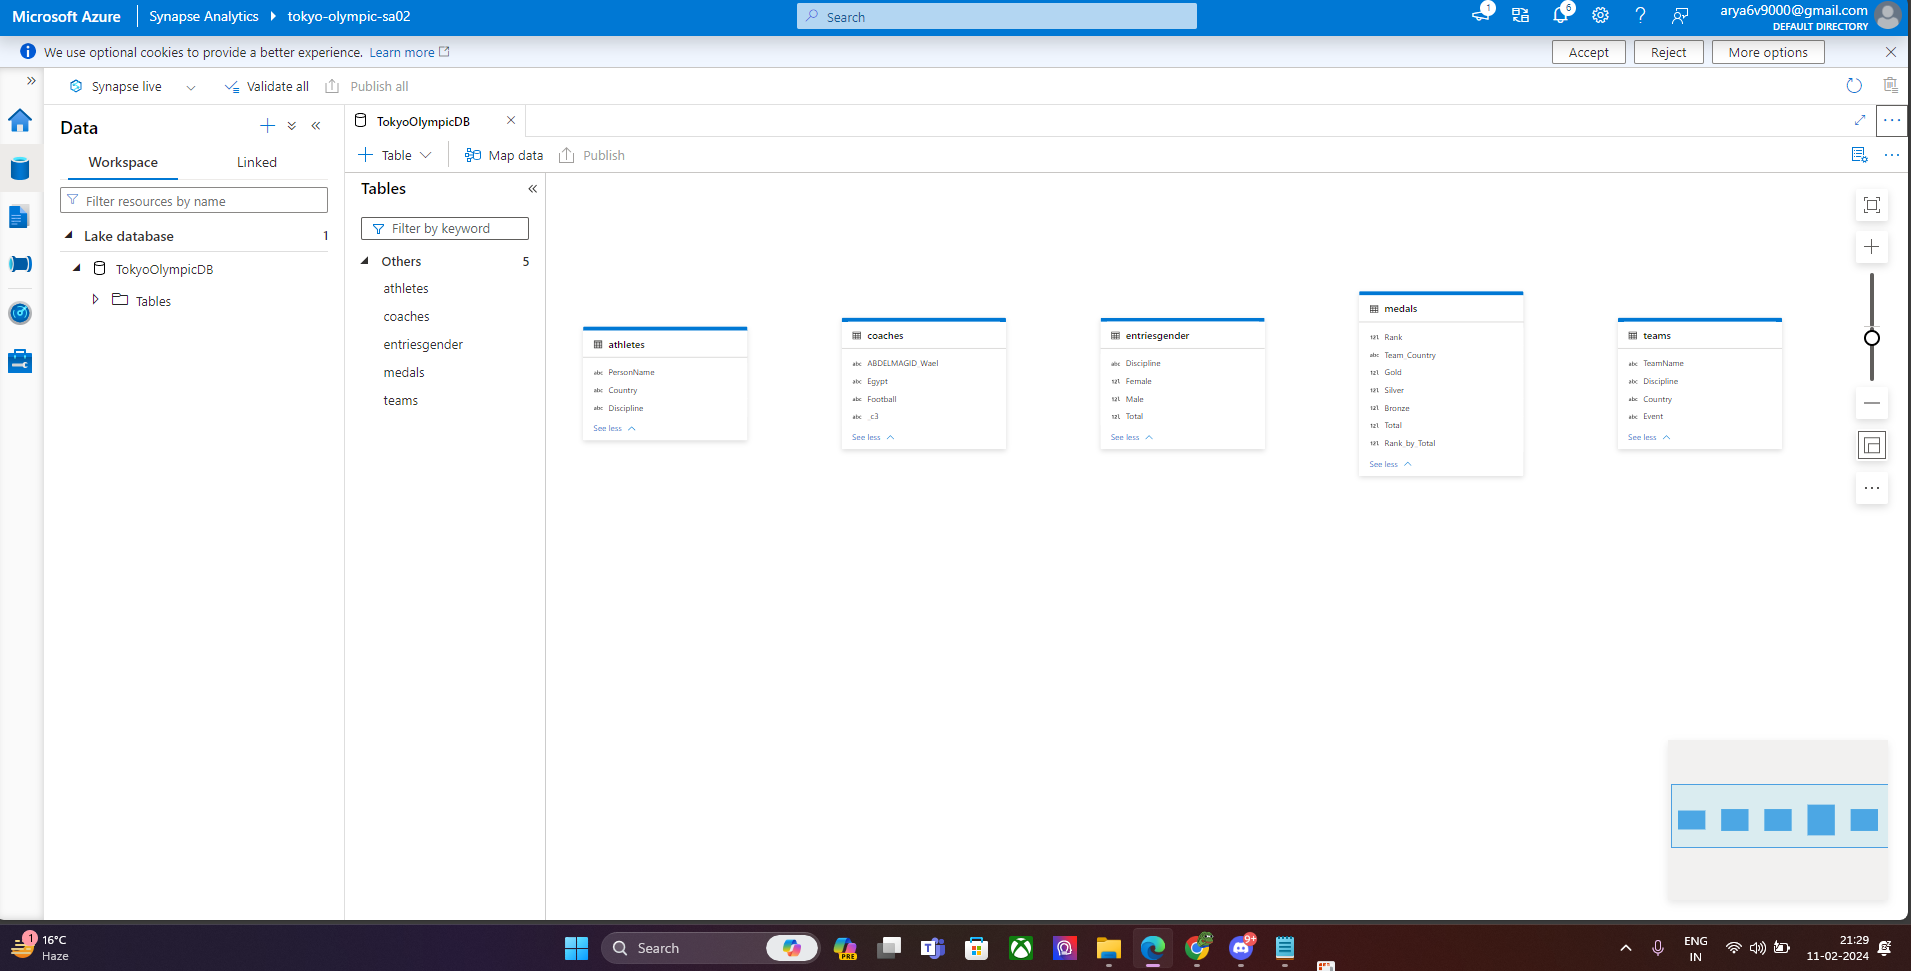 Microsoft Azure
Synapse Analytics
tokyo-olympic-sa02
Search
1
6
arya6v9000@gmail.com
DEFAULT DIRECTORY
We use optional cookies to provide a better experience. Learn more
Accept
Reject
More options
Synapse live
Validate all
Publish all
Data
Workspace
Linked
Filter resources by name
Lake database
1
TokyoOlympicDB
Tables
TokyoOlympicDB
Table
Map data
Publish
Tables
Filter by keyword
Others
5
athletes
coaches
entriesgender
medals
teams
athletes
abc PersonName
abc Country
abc Discipline
See less
coaches
abc ABDELMAGID_Wael
abc Egypt
abc Football
abc _c3
See less
entriesgender
abc Discipline
123 Female
123 Male
123 Total
See less
medals
123 Rank
abc Team_Country
123 Gold
123 Silver
123 Bronze
123 Total
123 Rank_by_Total
See less
teams
abc TeamName
abc Discipline
abc Country
abc Event
See less
1
16°C
Haze
Search
PRE
9+
ENG
IN
21:29
11-02-2024